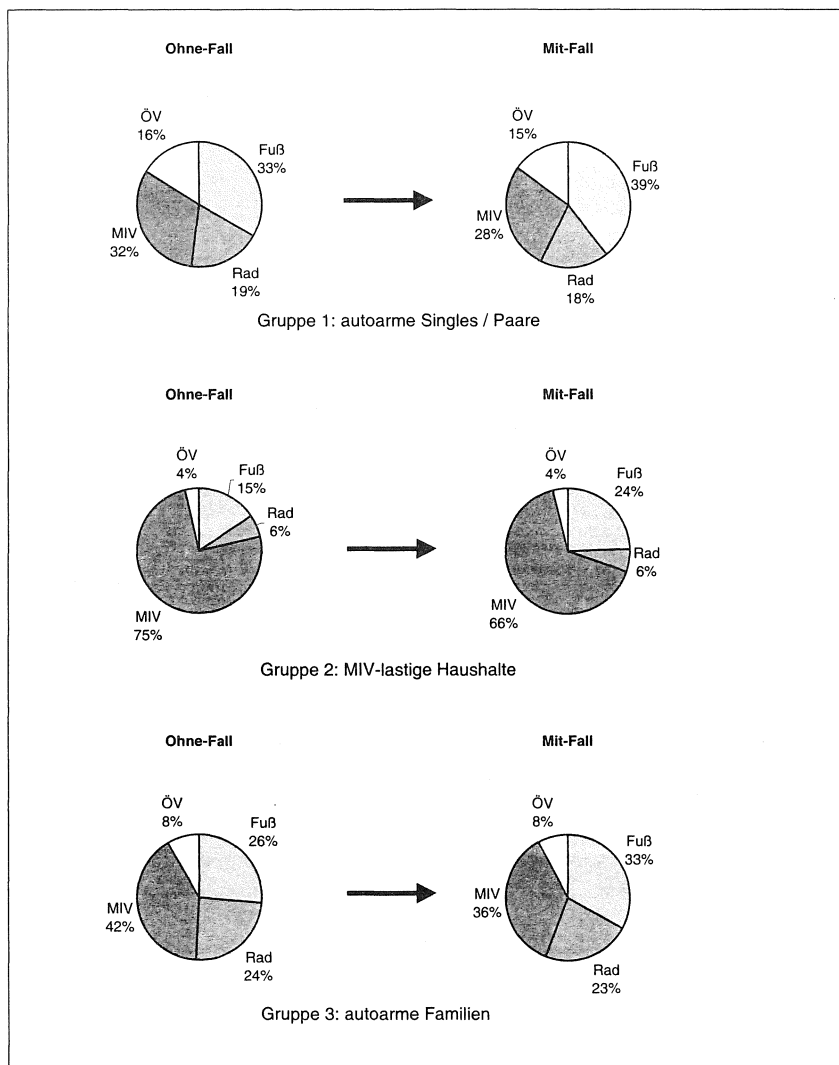 Ohne-Fall
Mit-Fall
ÖV
16%
Fuß
33%
MIV
32%
Rad
19%
ÖV
15%
Fuß
39%
MIV
28%
Rad
18%
Gruppe 1: autoarme Singles / Paare
Ohne-Fall
Mit-Fall
ÖV
4%
Fuß
15%
Rad
6%
MIV
75%
ÖV
4%
Fuß
24%
Rad
6%
MIV
66%
Gruppe 2: MIV-lastige Haushalte
Ohne-Fall
Mit-Fall
ÖV
8%
Fuß
26%
MIV
42%
Rad
24%
ÖV
8%
Fuß
33%
MIV
36%
Rad
23%
Gruppe 3: autoarme Familien